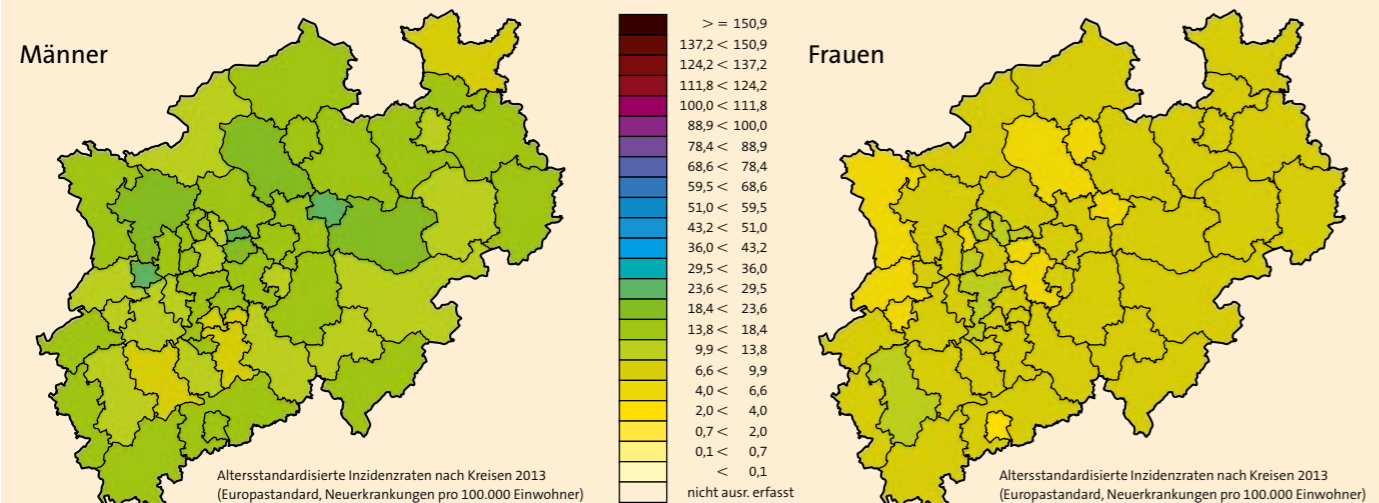 Männer
> = 150,9
137,2 < 150,9
124,2 < 137,2
111,8 < 124,2
100,0 < 111,8
88,9 < 100,0
78,4 < 88,9
68,6 < 78,4
59,5 < 68,6
51,0 < 59,5
43,2 < 51,0
36,0 < 43,2
29,5 < 36,0
23,6 < 29,5
18,4 < 23,6
13,8 < 18,4
9,9 < 13,8
6,6 < 9,9
4,0 < 6,6
2,0 < 4,0
0,7 < 2,0
0,1 < 0,7
< 0,1
nicht ausr. erfasst
Altersstandardisierte Inzidenzraten nach Kreisen 2013
(Europastandard, Neuerkrankungen pro 100.000 Einwohner)
Frauen
Altersstandardisierte Inzidenzraten nach Kreisen 2013
(Europastandard, Neuerkrankungen pro 100.000 Einwohner)